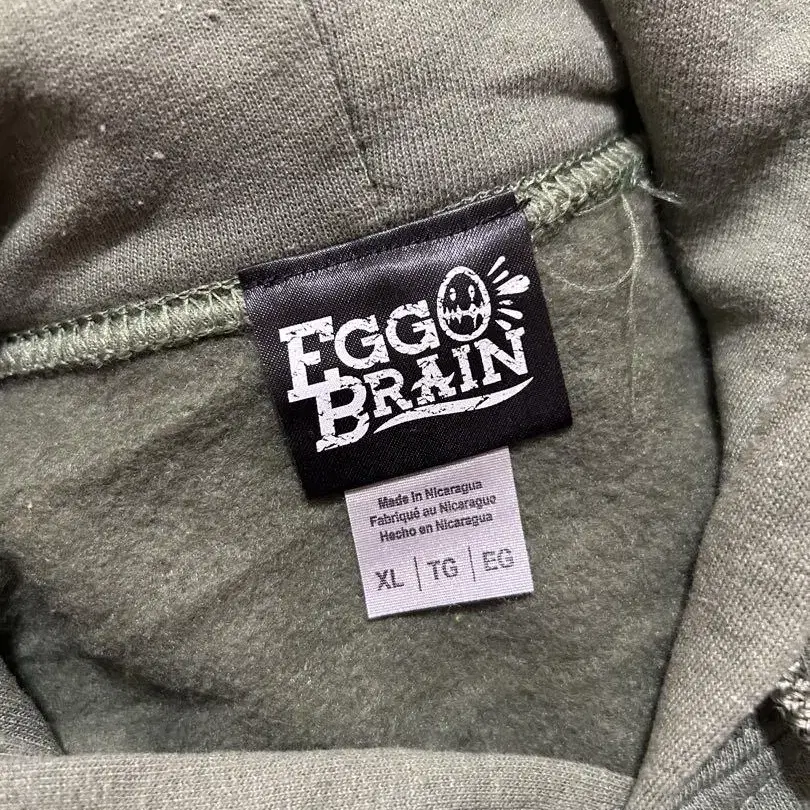 EGG
BRAIN
Made in Nicaragua
Fabriqué au Nicaragua
Hecho en Nicaragua
XL | TG | EG